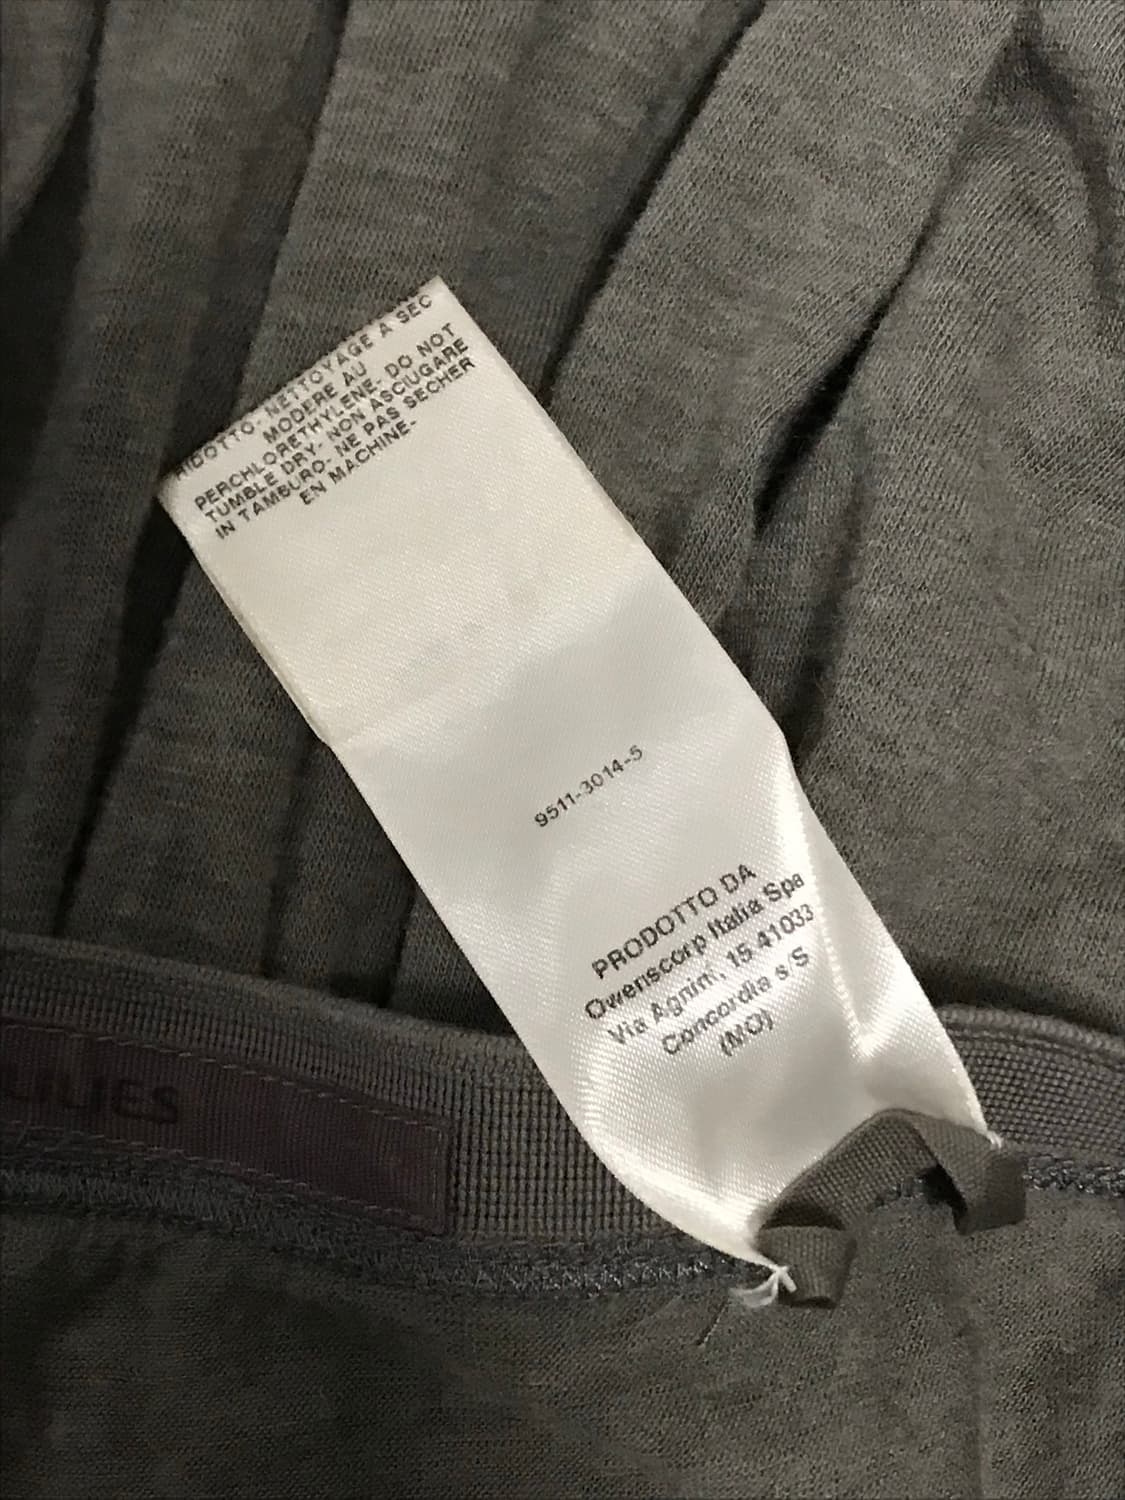 RIDOTTO. NETTOYAGE A SEC
MODERE AU
PERCHLORETHYLENE. DO NOT
TUMBLE DRY. NON ASCIUGARE
IN TAMBURO. NE PAS SECHER
EN MACHINE-
9511-3014-5
PRODOTTO DA
Owenscorp Italia Spa
Via Agnini, 15 41033
Concordia s/S
(MO)
LILIES